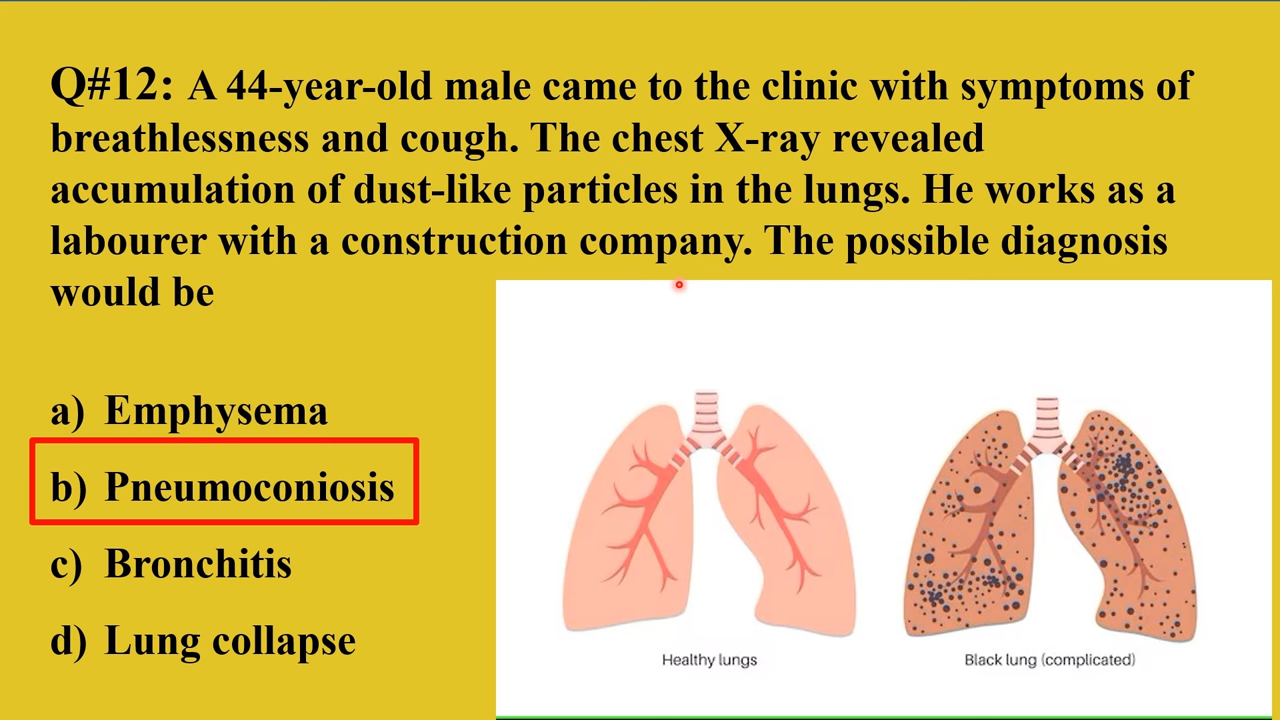 Q#12: A 44-year-old male came to the clinic with symptoms of
breathlessness and cough. The chest X-ray revealed
accumulation of dust-like particles in the lungs. He works as a
labourer with a construction company. The possible diagnosis
would be
a) Emphysema
b) Pneumoconiosis
c) Bronchitis
d) Lung collapse
Healthy lungs
Black lung (complicated)